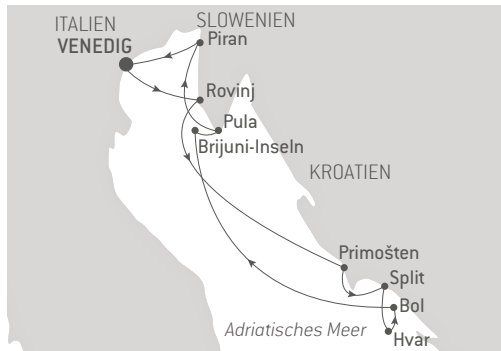 ITALIEN
VENEDIG
SLOWENIEN
Piran
Rovinj
Pula
Brijuni-Inseln
KROATIEN
Primošten
Split
Bol
Hvar
Adriatisches Meer